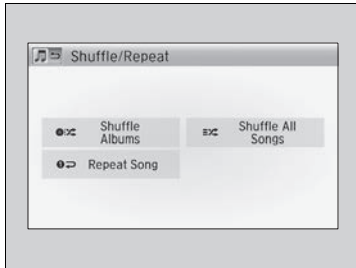 Shuffle/Repeat
Shuffle
Albums
Shuffle All
Songs
Repeat Song